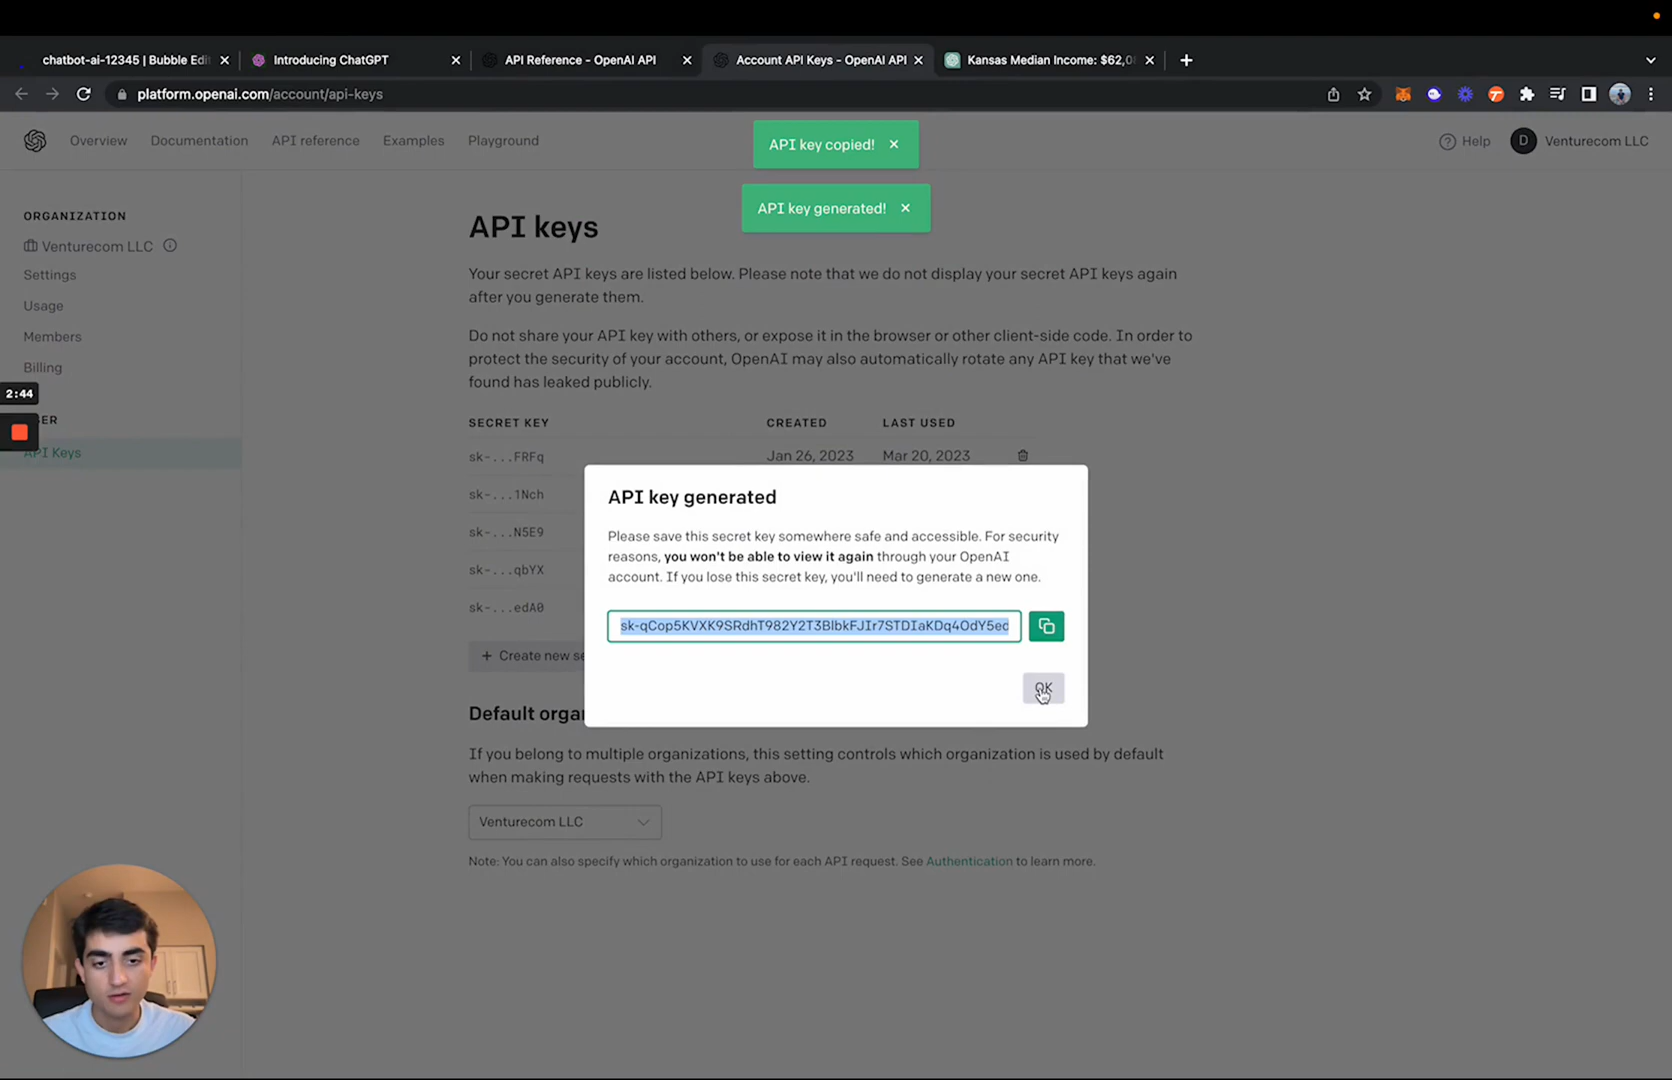 chatbot-ai-12345 | Bubble Edi
Introducing ChatGPT
API Reference - OpenAI API
Account API Keys - OpenAI API
Kansas Median Income: $62,0
platform.openai.com/account/api-keys
Overview
Documentation
API reference
Examples
Playground
API key copied!
Help
D
Venturecom LLC
API key generated!
ORGANIZATION
Venturecom LLC
Settings
Usage
Members
Billing
2:44
SER
API Keys
API keys
Your secret API keys are listed below. Please note that we do not display your secret API keys again
after you generate them.
Do not share your API key with others, or expose it in the browser or other client-side code. In order to
protect the security of your account, OpenAI may also automatically rotate any API key that we've
found has leaked publicly.
SECRET KEY CREATED LAST USED
sk-...FRFq Jan 26, 2023 Mar 20, 2023
sk-...1Nch
sk-...N5E9
sk-...qbYX
sk-...edA0
+ Create new se
API key generated
Please save this secret key somewhere safe and accessible. For security
reasons, you won't be able to view it again through your OpenAI
account. If you lose this secret key, you'll need to generate a new one.
OK
Default orga
If you belong to multiple organizations, this setting controls which organization is used by default
when making requests with the API keys above.
Venturecom LLC
Note: You can also specify which organization to use for each API request. See Authentication to learn more.